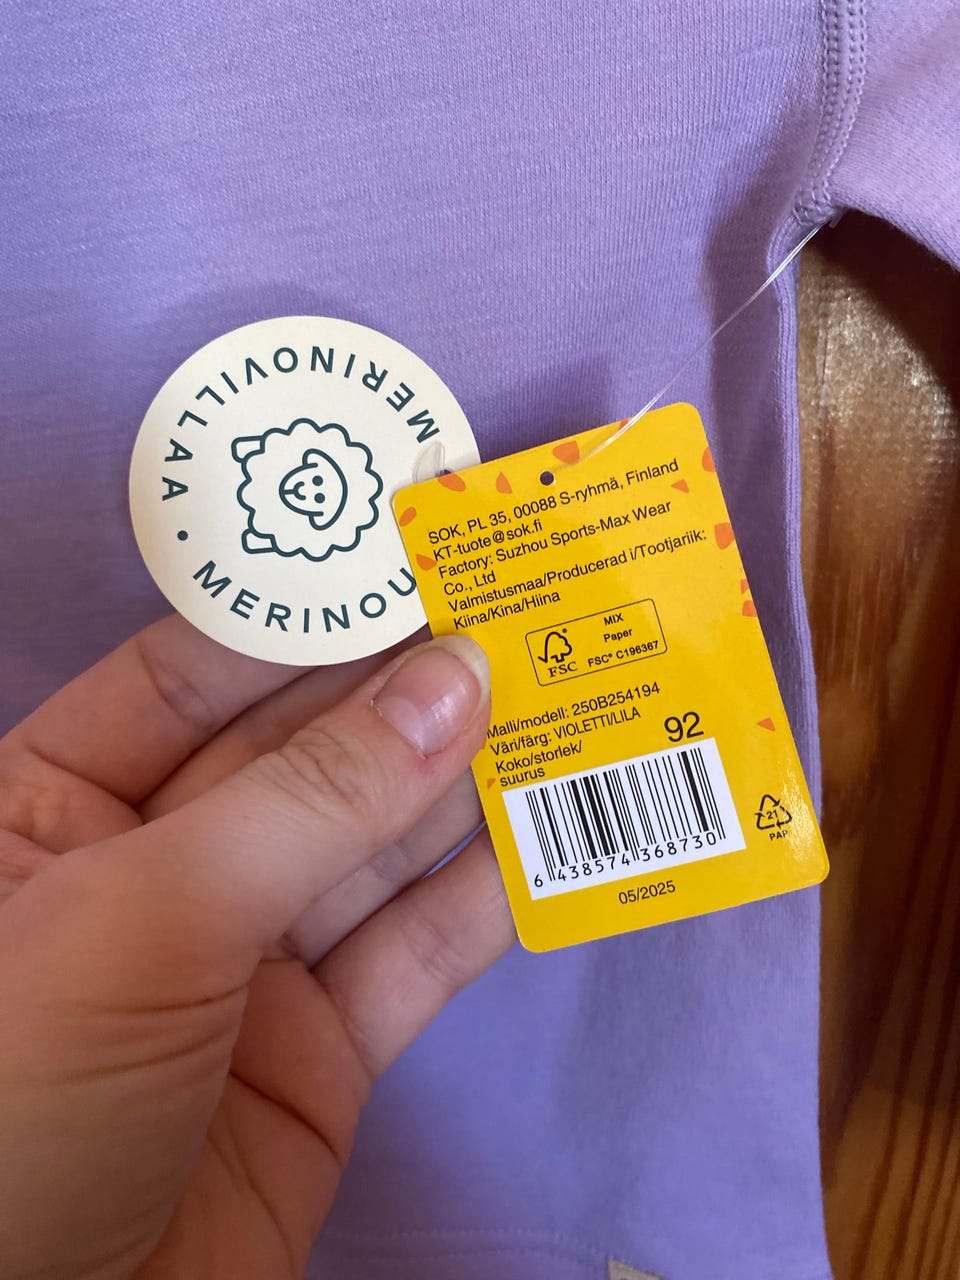 MERINOVILLAA • MERINOU
SOK, PL 35, 00088 S-ryhmä, Finland
KT-tuote@sok.fi
Factory: Suzhou Sports-Max Wear
Co., Ltd
Valmistusmaa/Producerad i/Tootjariik:
Kiina/Kina/Hiina
MIX
Paper
FSC® C196367
FSC
Malli/modell: 250B254194
Väri/färg: VIOLETTI/LILA
Koko/storlek/
suurus
92
6 438574 368730
21
PAP
05/2025